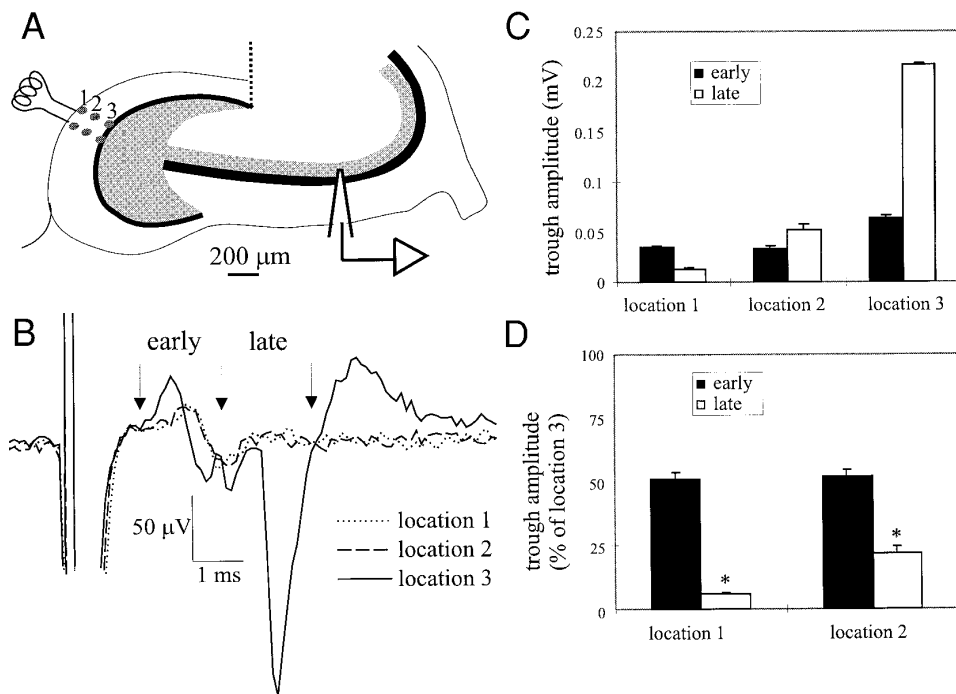 A
1
2
3
200 μm
B
early
late
50 μV
1 ms
location 1
location 2
location 3
C
trough amplitude (mV)
0.25
0.2
0.15
0.1
0.05
0
early
late
location 1
location 2
location 3
D
trough amplitude
(% of location 3)
100
75
50
25
0
early
late
*
*
location 1
location 2